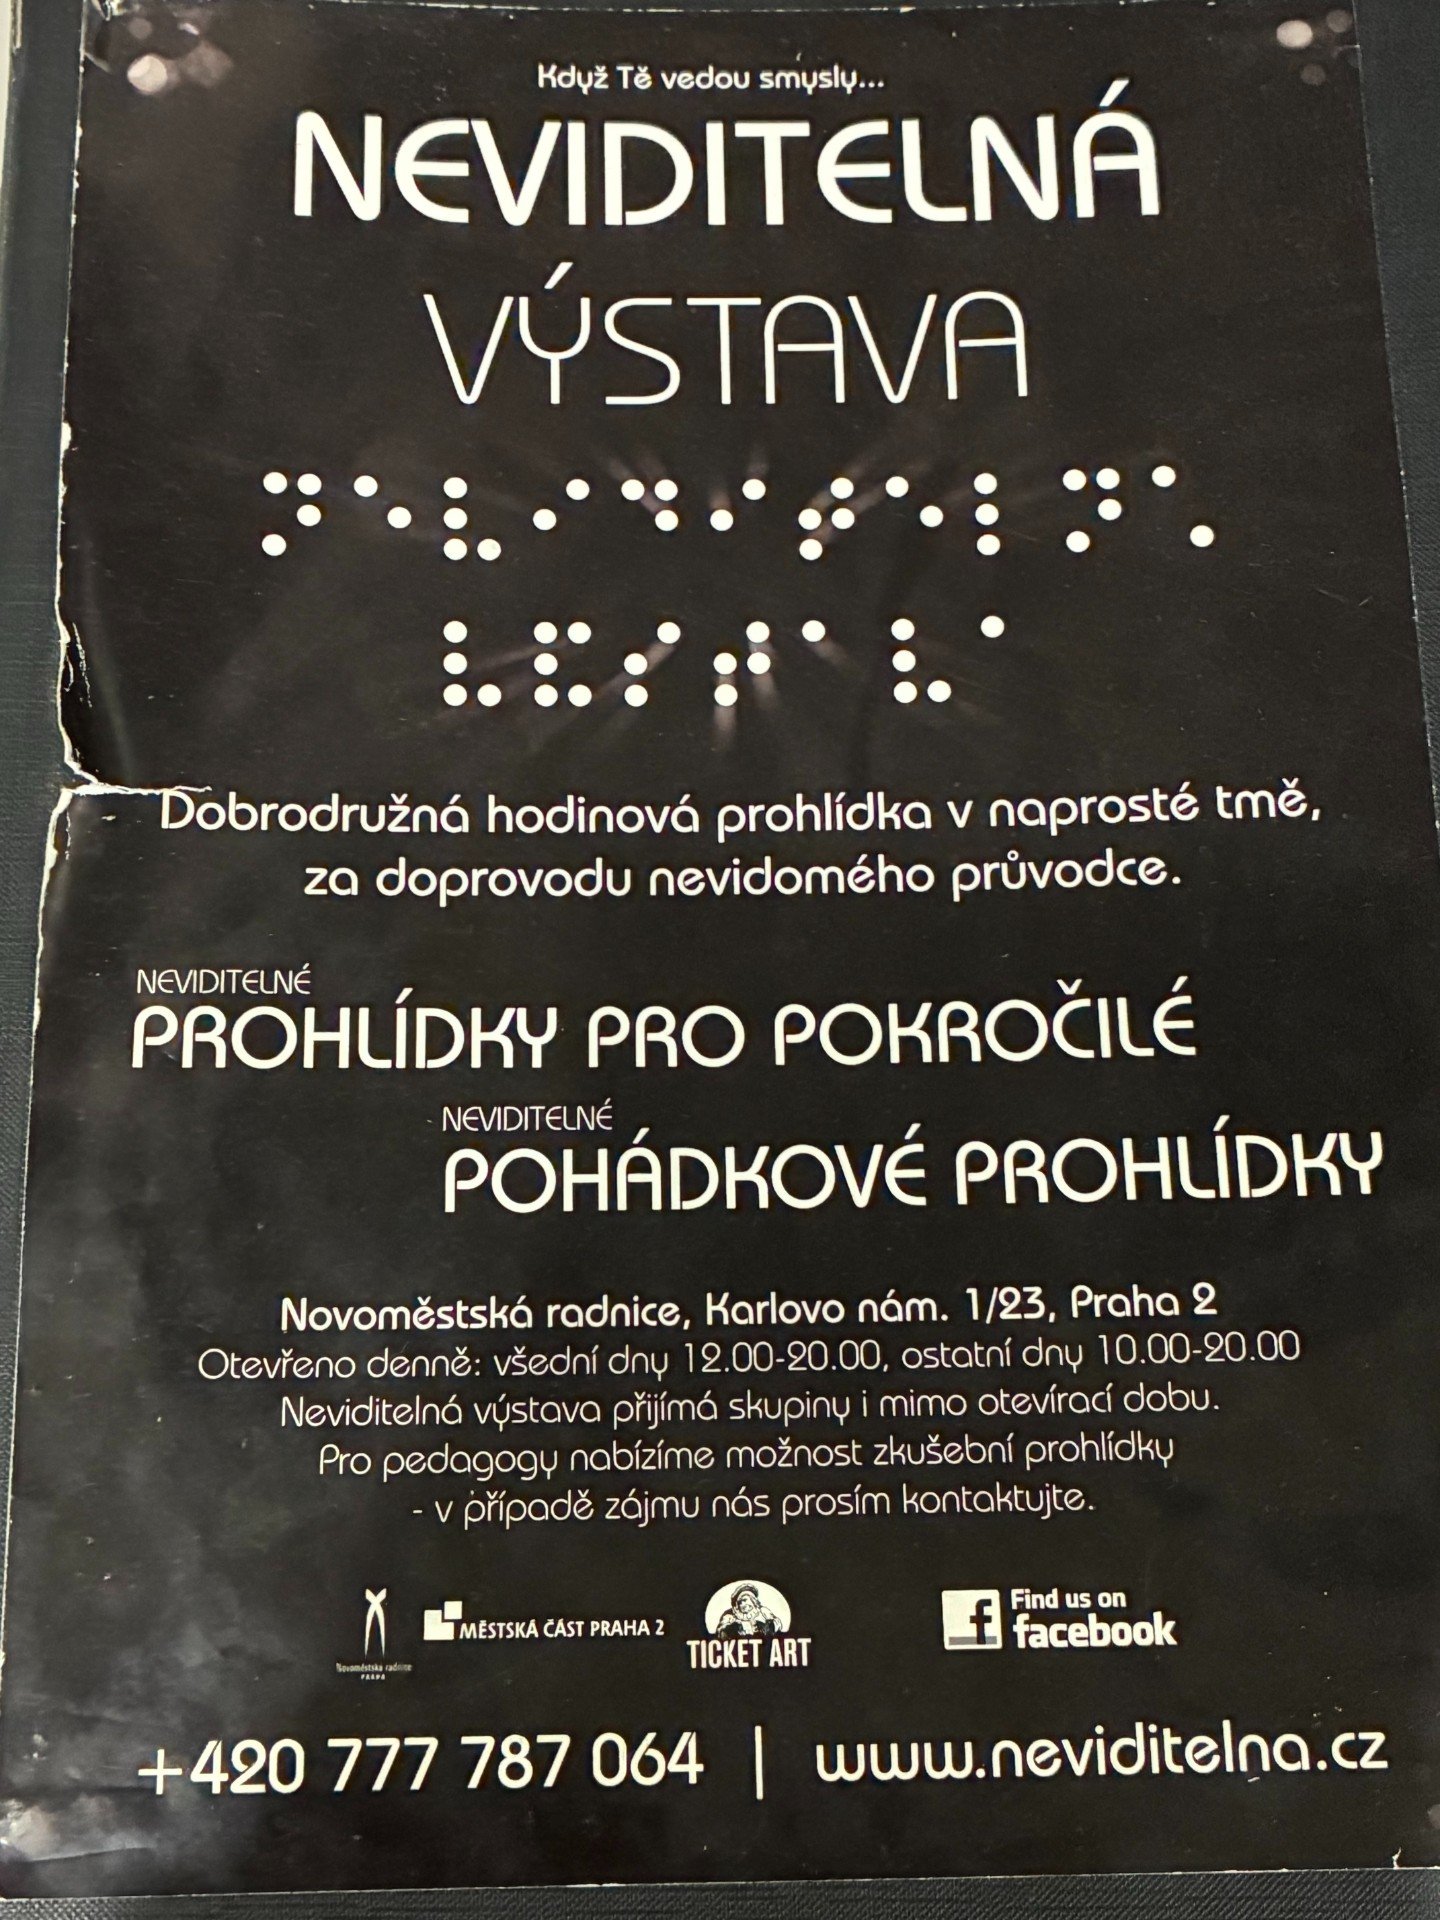 Když Tě vedou smysly...
NEVIDITELNÁ
VÝSTAVA
⠝⠑⠧⠊⠙⠊⠞⠑⠇⠝⠡
⠧⠯⠎⠞⠁⠧⠁
Dobrodružná hodinová prohlídka v naprosté tmě,
za doprovodu nevidomého průvodce.
NEVIDITELNÉ
PROHLÍDKY PRO POKROČILÉ
NEVIDITELNÉ
POHÁDKOVÉ PROHLÍDKY
Novoměstská radnice, Karlovo nám. 1/23, Praha 2
Otevřeno denně: všední dny 12.00-20.00, ostatní dny 10.00-20.00
Neviditelná výstava přijímá skupiny i mimo otevírací dobu.
Pro pedagogy nabízíme možnost zkušební prohlídky
- v případě zájmu nás prosím kontaktujte.
Novoměstská radnice
PRAHA
MĚSTSKÁ ČÁST PRAHA 2
TICKET ART
Find us on
facebook
+420 777 787 064 | www.neviditelna.cz